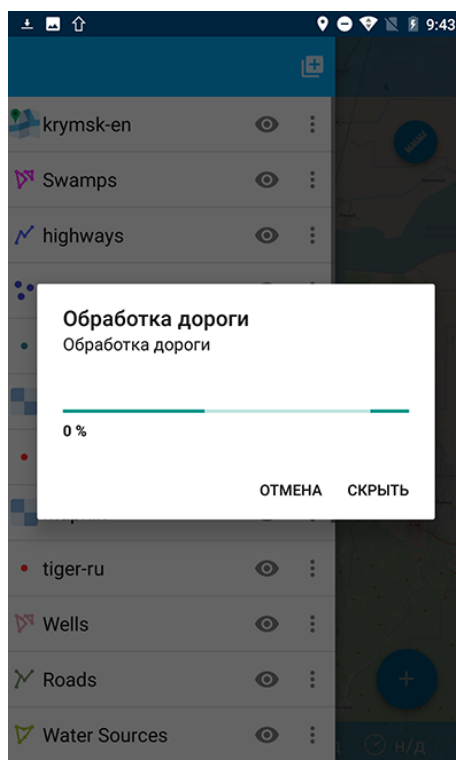 9:43
krymsk-en
Swamps
highways
Обработка дороги
Обработка дороги
0 %
ОТМЕНА СКРЫТЬ
tiger-ru
Wells
Roads
Water Sources
н/д